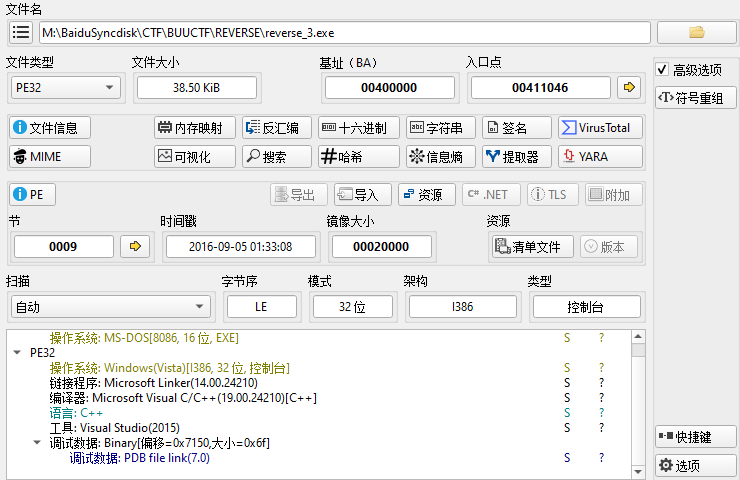 文件名
M:\BaiduSyncdisk\CTF\BUUCTF\REVERSE\reverse_3.exe
文件类型 文件大小 基址（BA） 入口点
PE32 38.50 KiB 00400000 00411046 高级选项
符号重组
文件信息 内存映射 反汇编 十六进制 字符串 签名 VirusTotal
MIME 可视化 搜索 哈希 信息熵 提取器 YARA
PE 导出 导入 资源 C# .NET TLS 附加
节 时间戳 镜像大小 资源
0009 2016-09-05 01:33:08 00020000 清单文件 版本
扫描 字节序 模式 架构 类型
自动 LE 32 位 I386 控制台
操作系统: MS-DOS[8086, 16 位, EXE] S ?
PE32
操作系统: Windows(Vista)[I386, 32 位, 控制台] S ?
链接程序: Microsoft Linker(14.00.24210) S ?
编译器: Microsoft Visual C/C++(19.00.24210)[C++] S ?
语言: C++ S ?
工具: Visual Studio(2015) S ?
调试数据: Binary[偏移=0x7150,大小=0x6f] S ?
调试数据: PDB file link(7.0) S ?
快捷键
选项